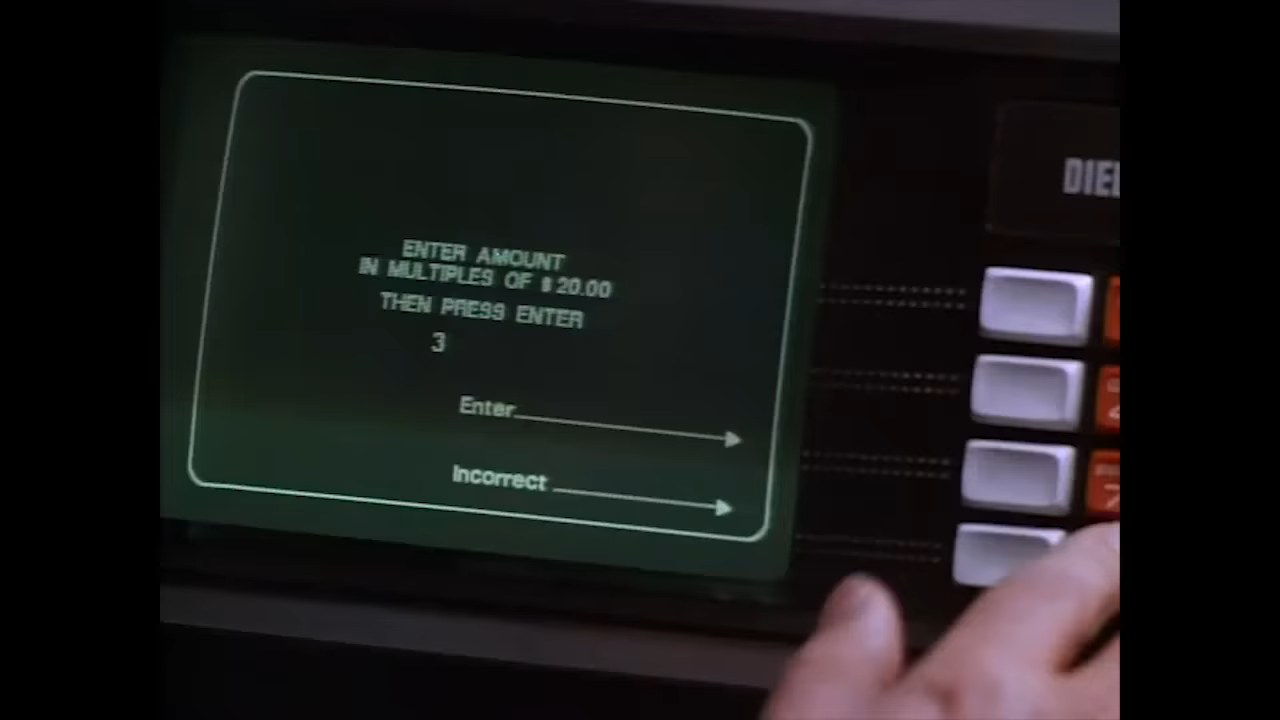 ENTER AMOUNT
IN MULTIPLES OF $20.00
THEN PRESS ENTER
3
Enter
Incorrect
DIE